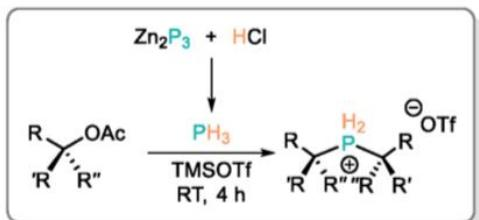 Zn₂P₃ + HCl
R OAc
'R R''
PH₃
TMSOTf
RT, 4 h
H₂
R P R
⊕
'R R'' ''R R'
⊖
OTf